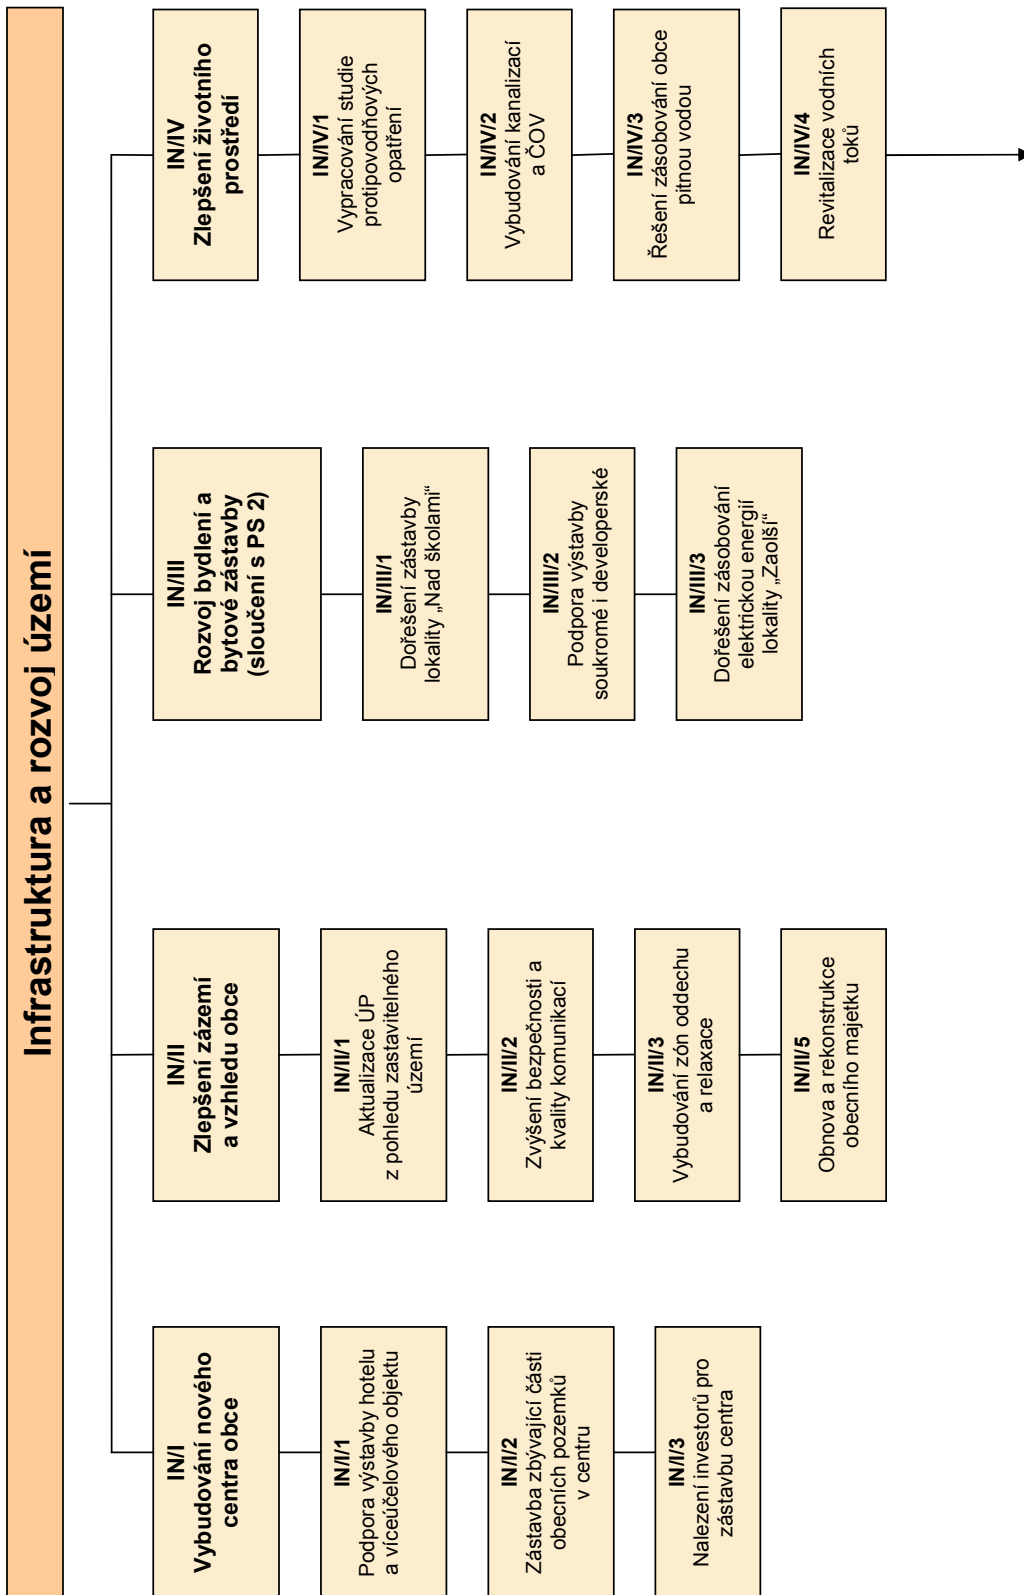 Infrastruktura a rozvoj území
IN/I
Vybudování nového
centra obce
IN/I/1
Podpora výstavby hotelu
a víceúčelového objektu
IN/I/2
Zástavba zbývající části
obecních pozemků
v centru
IN/I/3
Nalezení investorů pro
zástavbu centra
IN/II
Zlepšení zázemí
a vzhledu obce
IN/II/1
Aktualizace ÚP
z pohledu zastavitelného
území
IN/II/2
Zvýšení bezpečnosti a
kvality komunikací
IN/II/3
Vybudování zón oddechu
a relaxace
IN/II/5
Obnova a rekonstrukce
obecního majetku
IN/III
Rozvoj bydlení a
bytové zástavby
(sloučení s PS 2)
IN/III/1
Dořešení zástavby
lokality „Nad školami“
IN/III/2
Podpora výstavby
soukromé i developerské
IN/III/3
Dořešení zásobování
elektrickou energií
lokality „Zaolší“
IN/IV
Zlepšení životního
prostředí
IN/IV/1
Vypracování studie
protipovodňových
opatření
IN/IV/2
Vybudování kanalizací
a ČOV
IN/IV/3
Řešení zásobování obce
pitnou vodou
IN/IV/4
Revitalizace vodních
toků